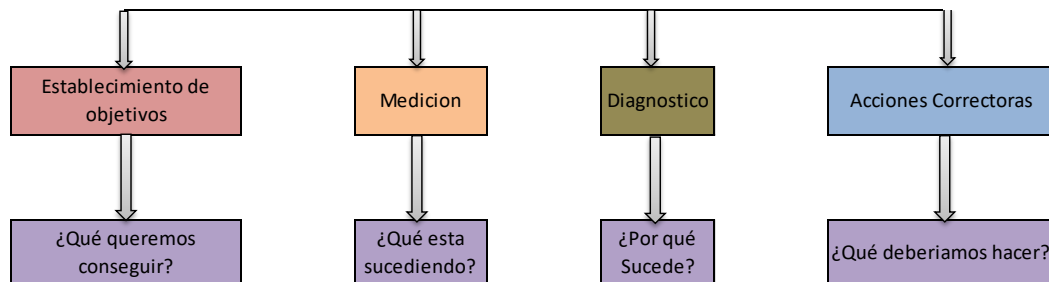 Establecimiento de
objetivos
Medicion
Diagnostico
Acciones Correctoras
¿Qué queremos
conseguir?
¿Qué esta
sucediendo?
¿Por qué
Sucede?
¿Qué deberiamos hacer?